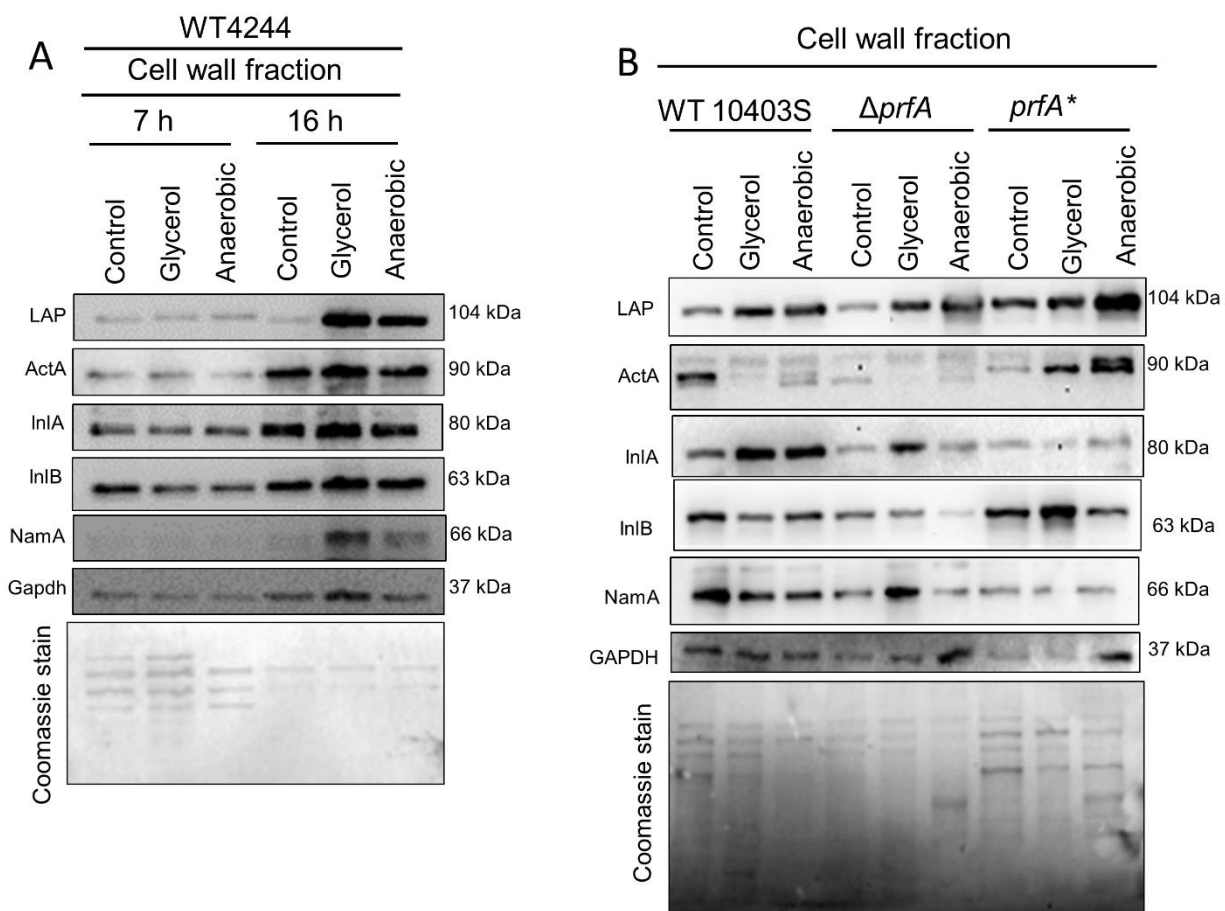 A
WT4244
Cell wall fraction
7 h
16 h
Control
Glycerol
Anaerobic
Control
Glycerol
Anaerobic
LAP
104 kDa
ActA
90 kDa
InlA
80 kDa
InlB
63 kDa
NamA
66 kDa
Gapdh
37 kDa
Coomassie stain
B
Cell wall fraction
WT 10403S
ΔprfA
prfA*
Control
Glycerol
Anaerobic
Control
Glycerol
Anaerobic
Control
Glycerol
Anaerobic
LAP
104 kDa
ActA
90 kDa
InlA
80 kDa
InlB
63 kDa
NamA
66 kDa
GAPDH
37 kDa
Coomassie stain